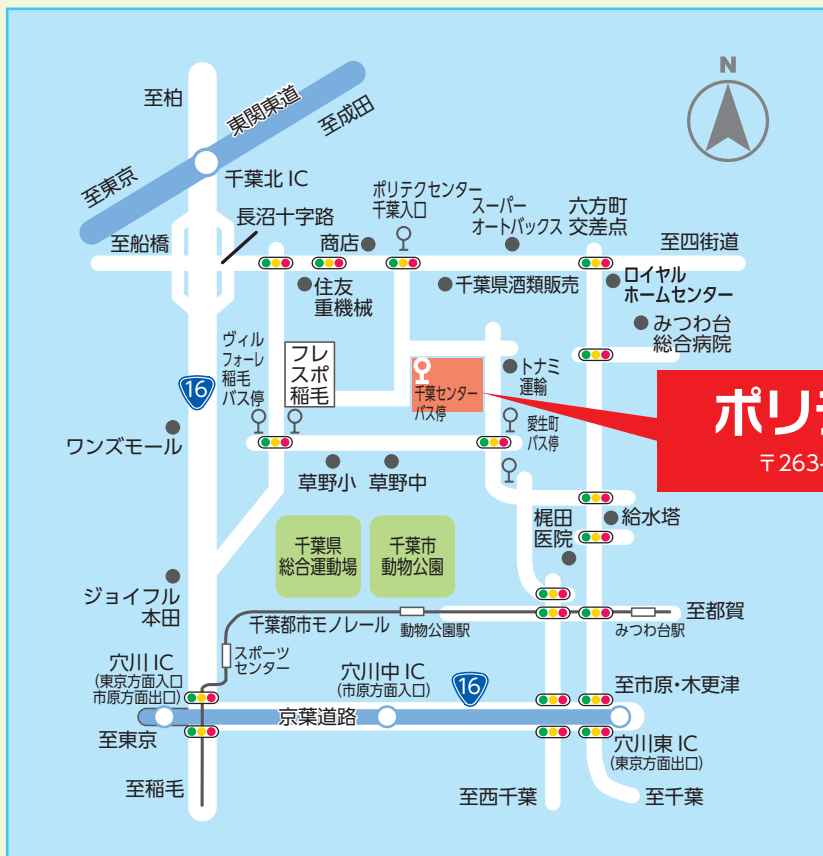 N
至柏
東関東道
至成田
至東京
千葉北 IC
長沼十字路
至船橋
商店
ポリテクセンター
千葉入口
スーパー
オートバックス
六方町
交差点
至四街道
住友
重機械
千葉県酒類販売
ロイヤル
ホームセンター
みつわ台
総合病院
ヴィル
フォーレ
稲毛
バス停
フレ
スポ
稲毛
千葉センター
バス停
トナミ
運輸
愛生町
バス停
ポリテ
〒263-
16
ワンズモール
草野小
草野中
千葉県
総合運動場
千葉市
動物公園
梶田
医院
給水塔
ジョイフル
本田
千葉都市モノレール
動物公園駅
みつわ台駅
至都賀
スポーツ
センター
穴川 IC
(東京方面入口
市原方面出口)
穴川中 IC
(市原方面入口)
16
至市原・木更津
京葉道路
至東京
穴川東 IC
(東京方面出口)
至稲毛
至西千葉
至千葉